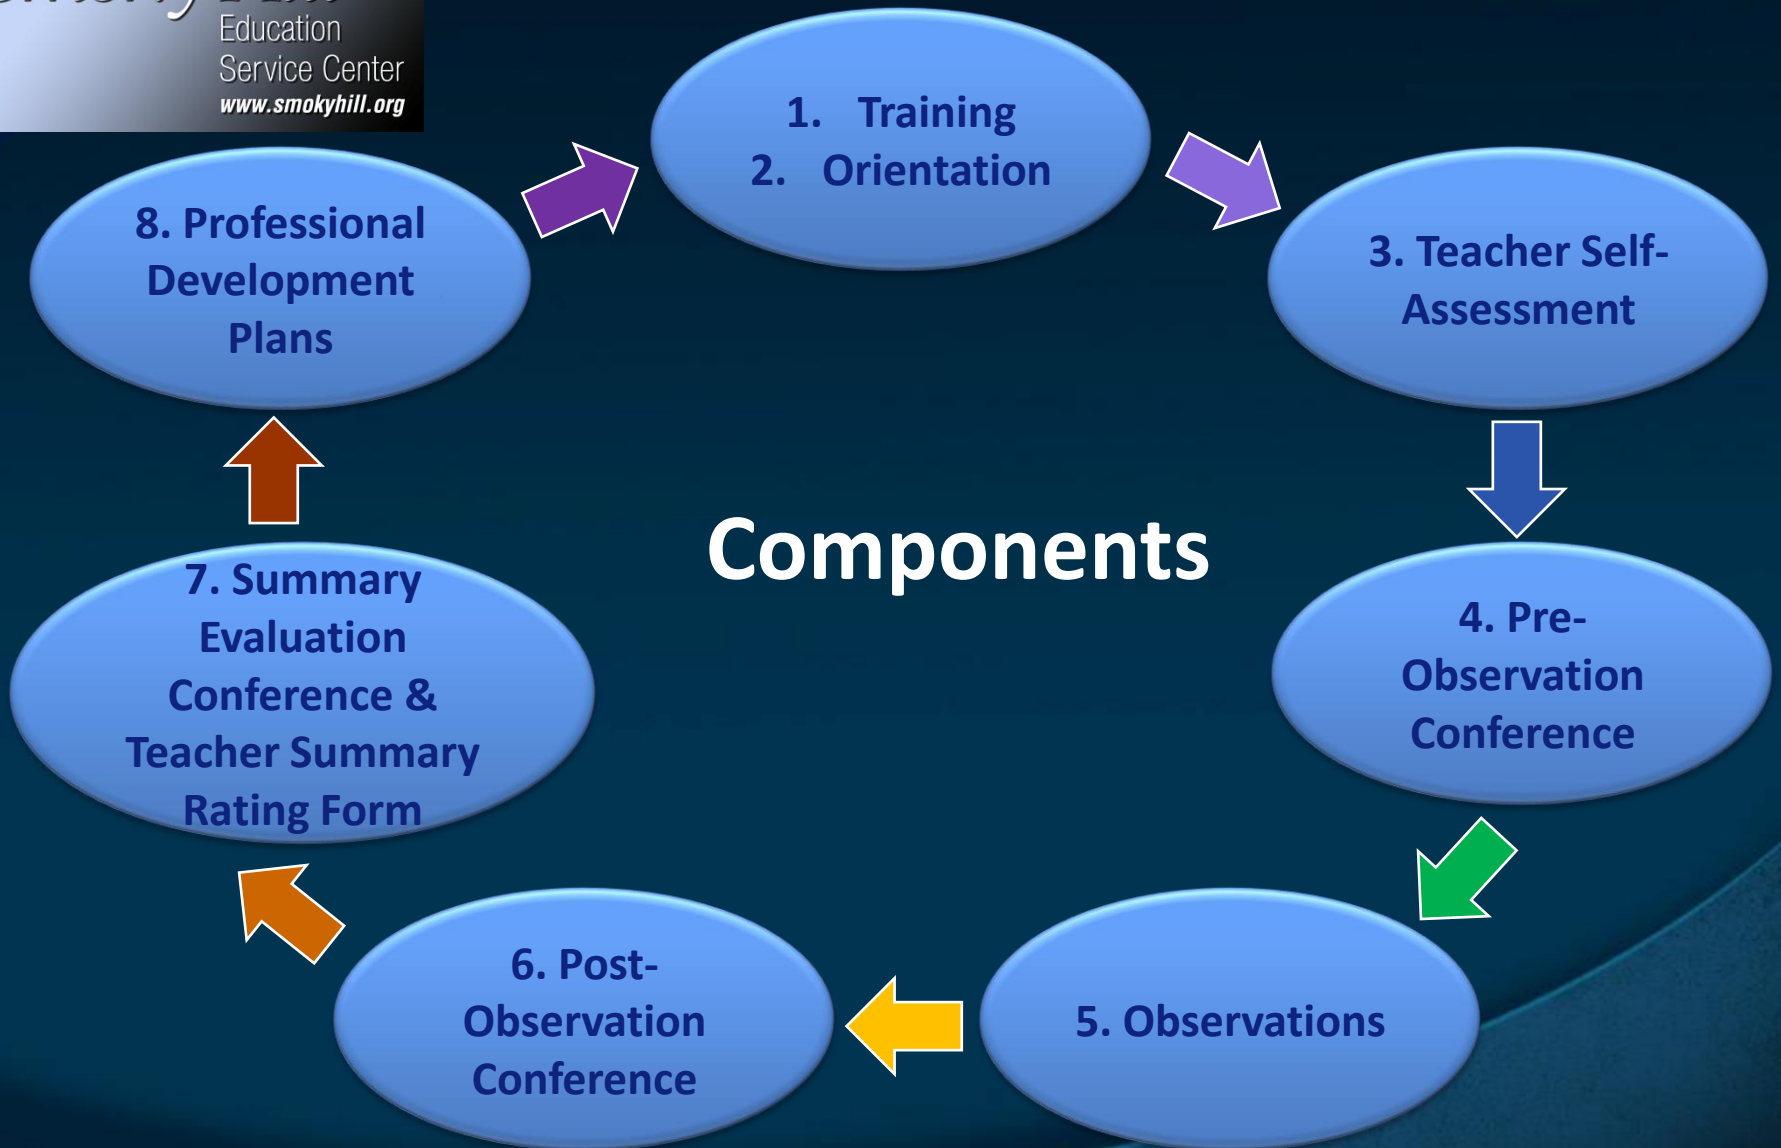 Education
Service Center
www.smokyhill.org
1. Training
2. Orientation
3. Teacher Self-
Assessment
4. Pre-
Observation
Conference
5. Observations
6. Post-
Observation
Conference
7. Summary
Evaluation
Conference &
Teacher Summary
Rating Form
8. Professional
Development
Plans
Components